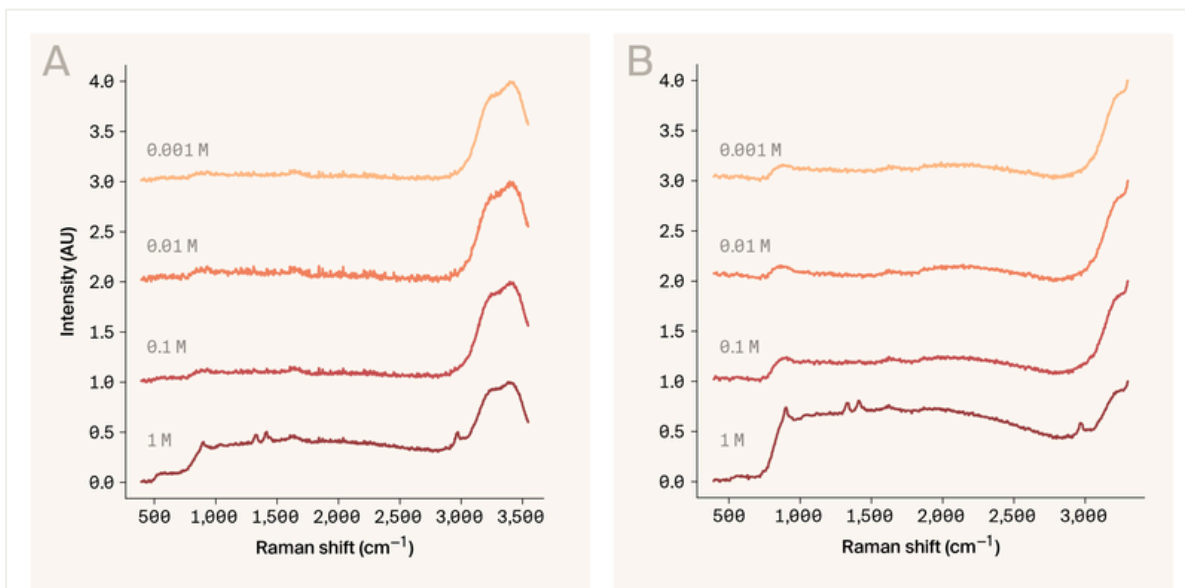 A
4.0
3.5
3.0
2.5
2.0
1.5
1.0
0.5
0.0
Intensity (AU)
0.001 M
0.01 M
0.1 M
1 M
500 1,000 1,500 2,000 2,500 3,000 3,500
Raman shift (cm⁻¹)
B
4.0
3.5
3.0
2.5
2.0
1.5
1.0
0.5
0.0
0.001 M
0.01 M
0.1 M
1 M
500 1,000 1,500 2,000 2,500 3,000
Raman shift (cm⁻¹)